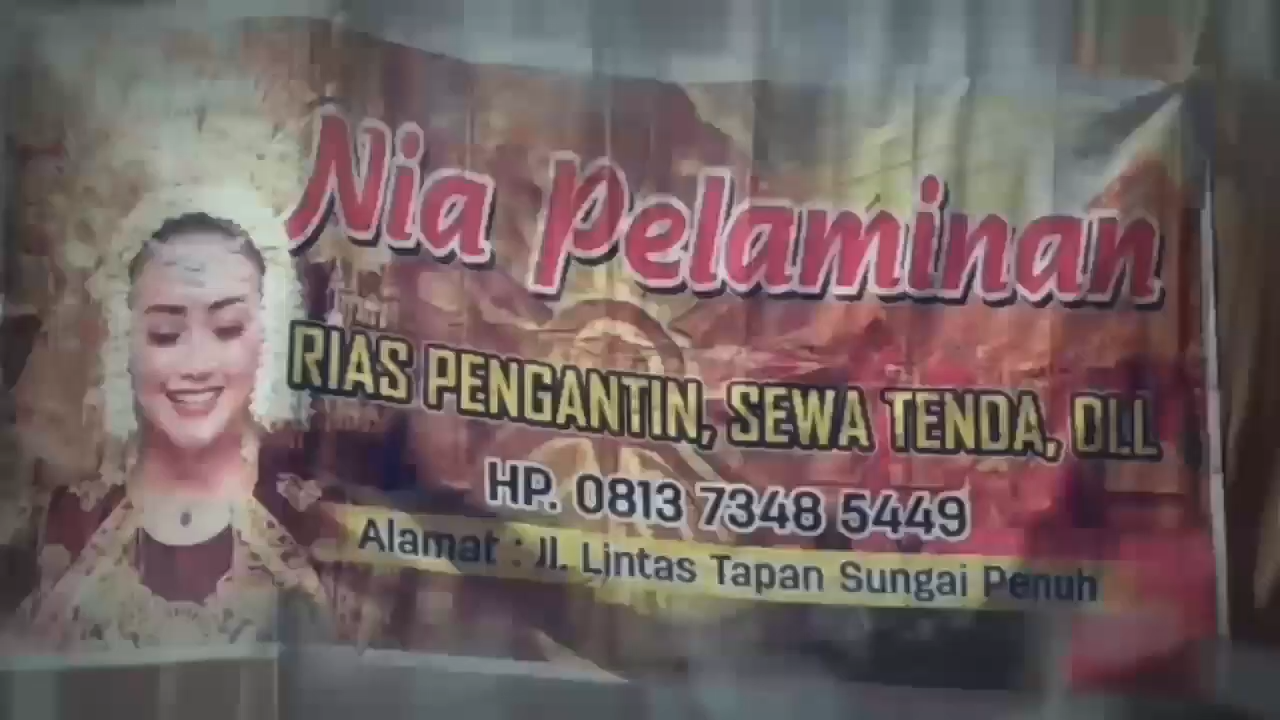 Nia Pelaminan
RIAS PENGANTIN, SEWA TENDA, DLL
HP. 0813 7348 5449
Alamat : Jl. Lintas Tapan Sungai Penuh